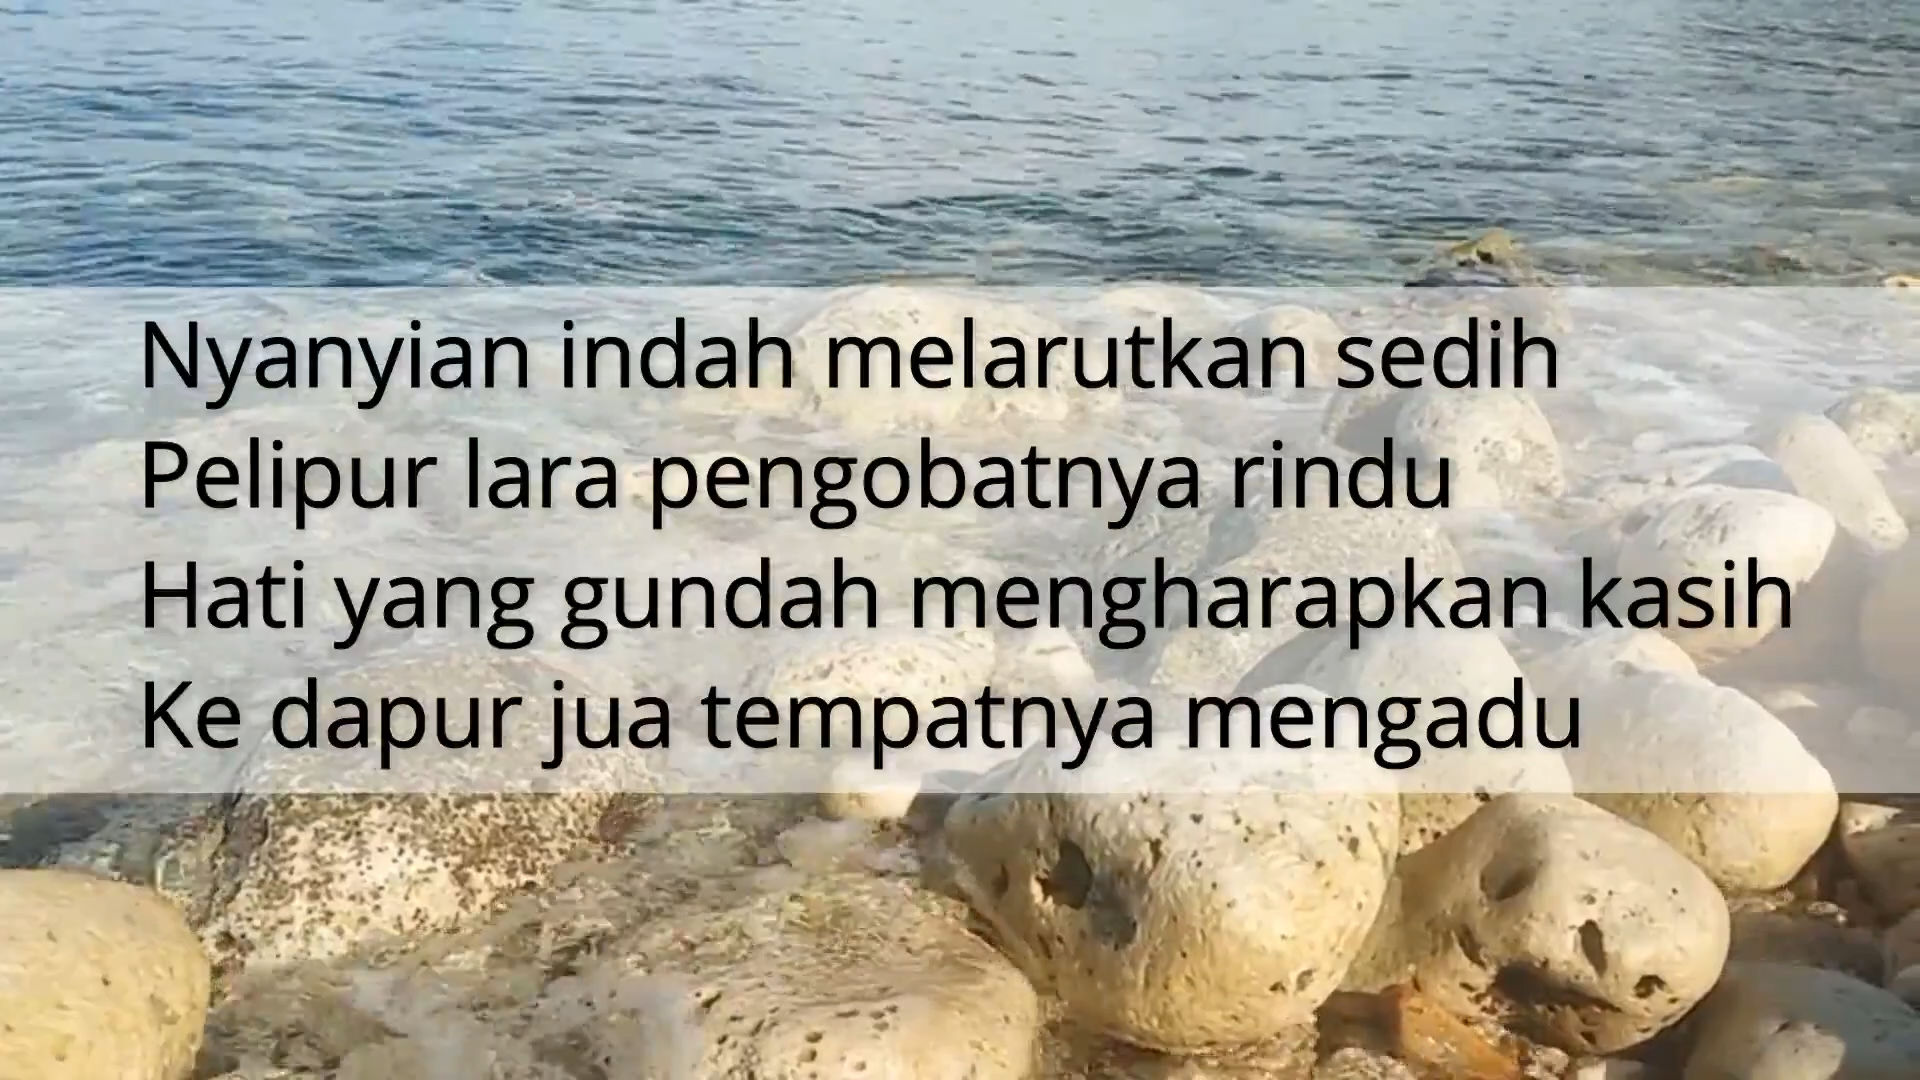 Nyanyian indah melarutkan sedih
Pelipur lara pengobatnya rindu
Hati yang gundah mengharapkan kasih
Ke dapur jua tempatnya mengadu